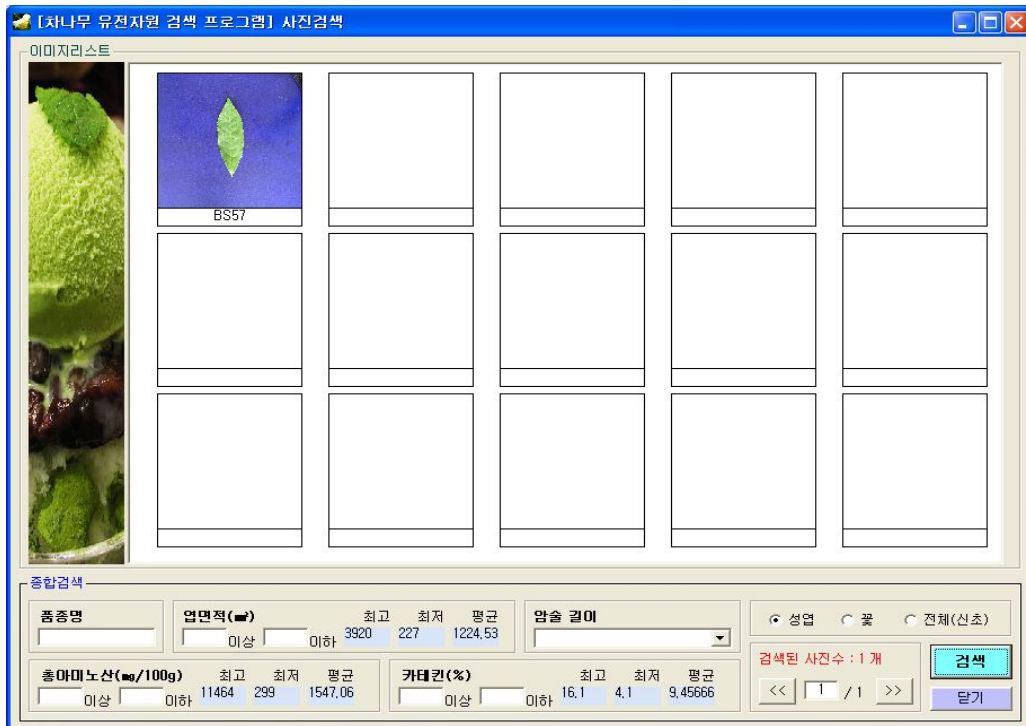 [차나무 유전자원 검색 프로그램] 사진검색
이미지리스트
BS57
종합검색
품종명
엽면적(㎟) 최고 최저 평균
이상 이하 3920 227 1224,53
암술 길이
성엽 꽃 전체(신초)
총아미노산(㎎/100g) 최고 최저 평균
이상 이하 11464 299 1547,06
카테킨(%) 최고 최저 평균
이상 이하 16,1 4,1 9,45666
검색된 사진수 : 1 개
<< 1 / 1 >>
검색
닫기